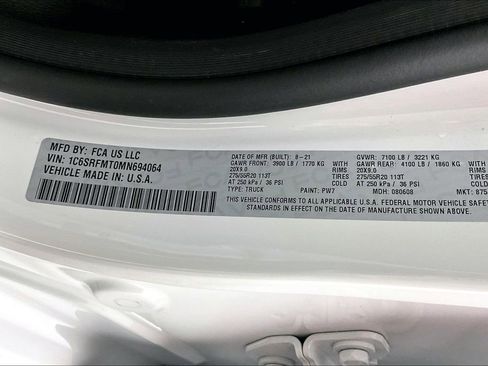 MFD BY: FCA US LLC
VIN: 1C6SRFMT0MN694064
VEHICLE MADE IN: U.S.A.
DATE OF MFR (BUILT): 8-21
GAWR FRONT: 3900 LB / 1770 KG
20X9.0 RIMS
275/55R20 113T TIRES
AT 250 kPa / 36 PSI COLD
TYPE: TRUCK PAINT: PW7
GVWR: 7100 LB / 3221 KG
GAWR REAR: 4100 LB / 1860 KG
20X9.0 RIMS
275/55R20 113T TIRES
AT 250 kPa / 36 PSI COLD
MDH: 080608 MKT: 875
THIS VEHICLE CONFORMS TO ALL APPLICABLE U.S.A. FEDERAL MOTOR VEHICLE SAFETY
STANDARDS IN EFFECT ON THE DATE OF MANUFACTURE SHOWN ABOVE.